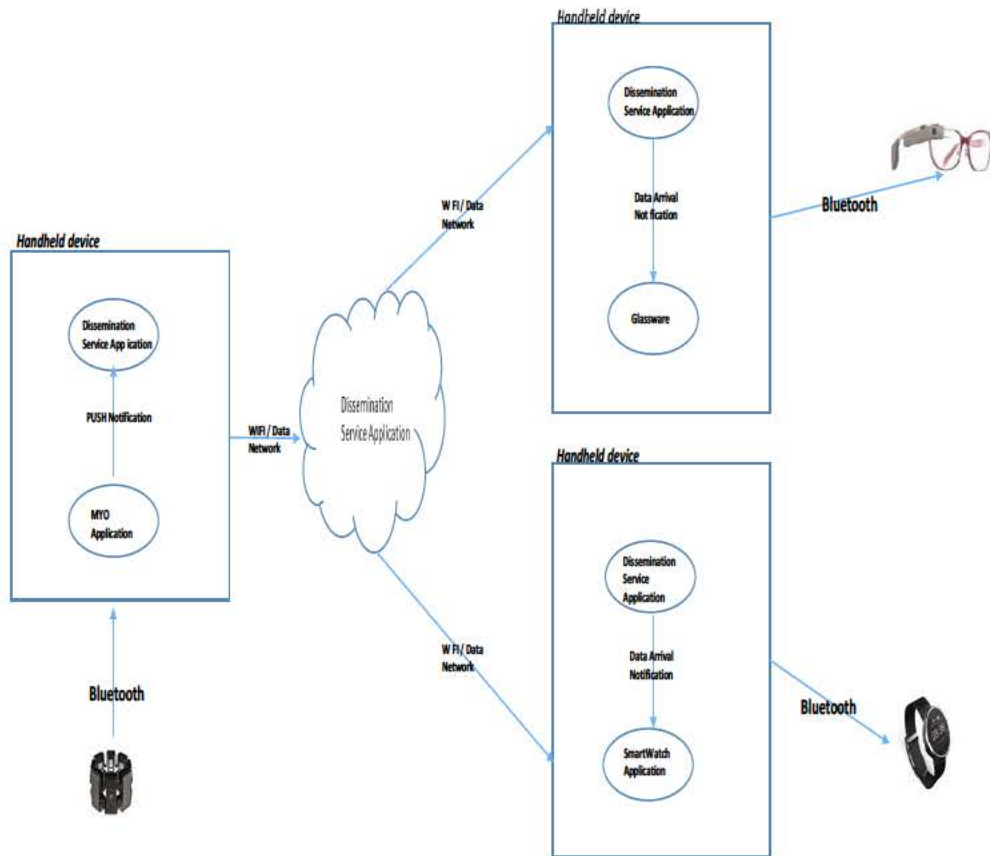 Handheld device
Dissemination
Service App ication
PUSH Notification
MYO
Application
Bluetooth
WIFI / Data
Network
Dissemination
Service Application
W FI / Data
Network
Handheld device
Dissemination
Service Application
Data Arrival
Not fication
Glassware
Bluetooth
W FI / Data
Network
Handheld device
Dissemination
Service
Application
Data Arrival
Notification
SmartWatch
Application
Bluetooth